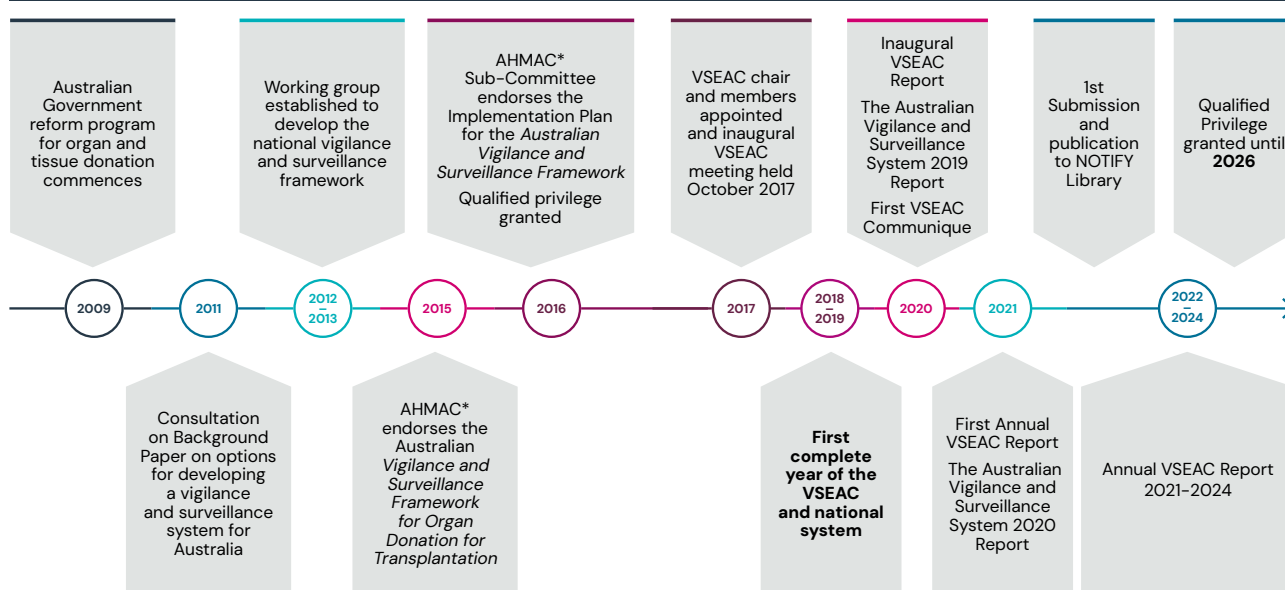 Australian
Government
reform program
for organ and
tissue donation
commences
Working group
established to
develop the
national vigilance
and surveillance
framework
AHMAC*
Sub-Committee
endorses the
Implementation Plan
for the Australian
Vigilance and
Surveillance Framework
Qualified privilege
granted
VSEAC chair
and members
appointed
and inaugural
VSEAC
meeting held
October 2017
Inaugural
VSEAC
Report
The Australian
Vigilance and
Surveillance
System 2019
Report
First VSEAC
Communique
1st
Submission
and
publication
to NOTIFY
Library
Qualified
Privilege
granted until
2026
2009
2011
2012
–
2013
2015
2016
2017
2018
–
2019
2020
2021
2022
–
2024
Consultation
on Background
Paper on options
for developing
a vigilance
and surveillance
system for
Australia
AHMAC*
endorses the
Australian
Vigilance and
Surveillance
Framework
for Organ
Donation for
Transplantation
First
complete
year of the
VSEAC
and national
system
First Annual
VSEAC Report
The Australian
Vigilance and
Surveillance
System 2020
Report
Annual VSEAC Report
2021-2024